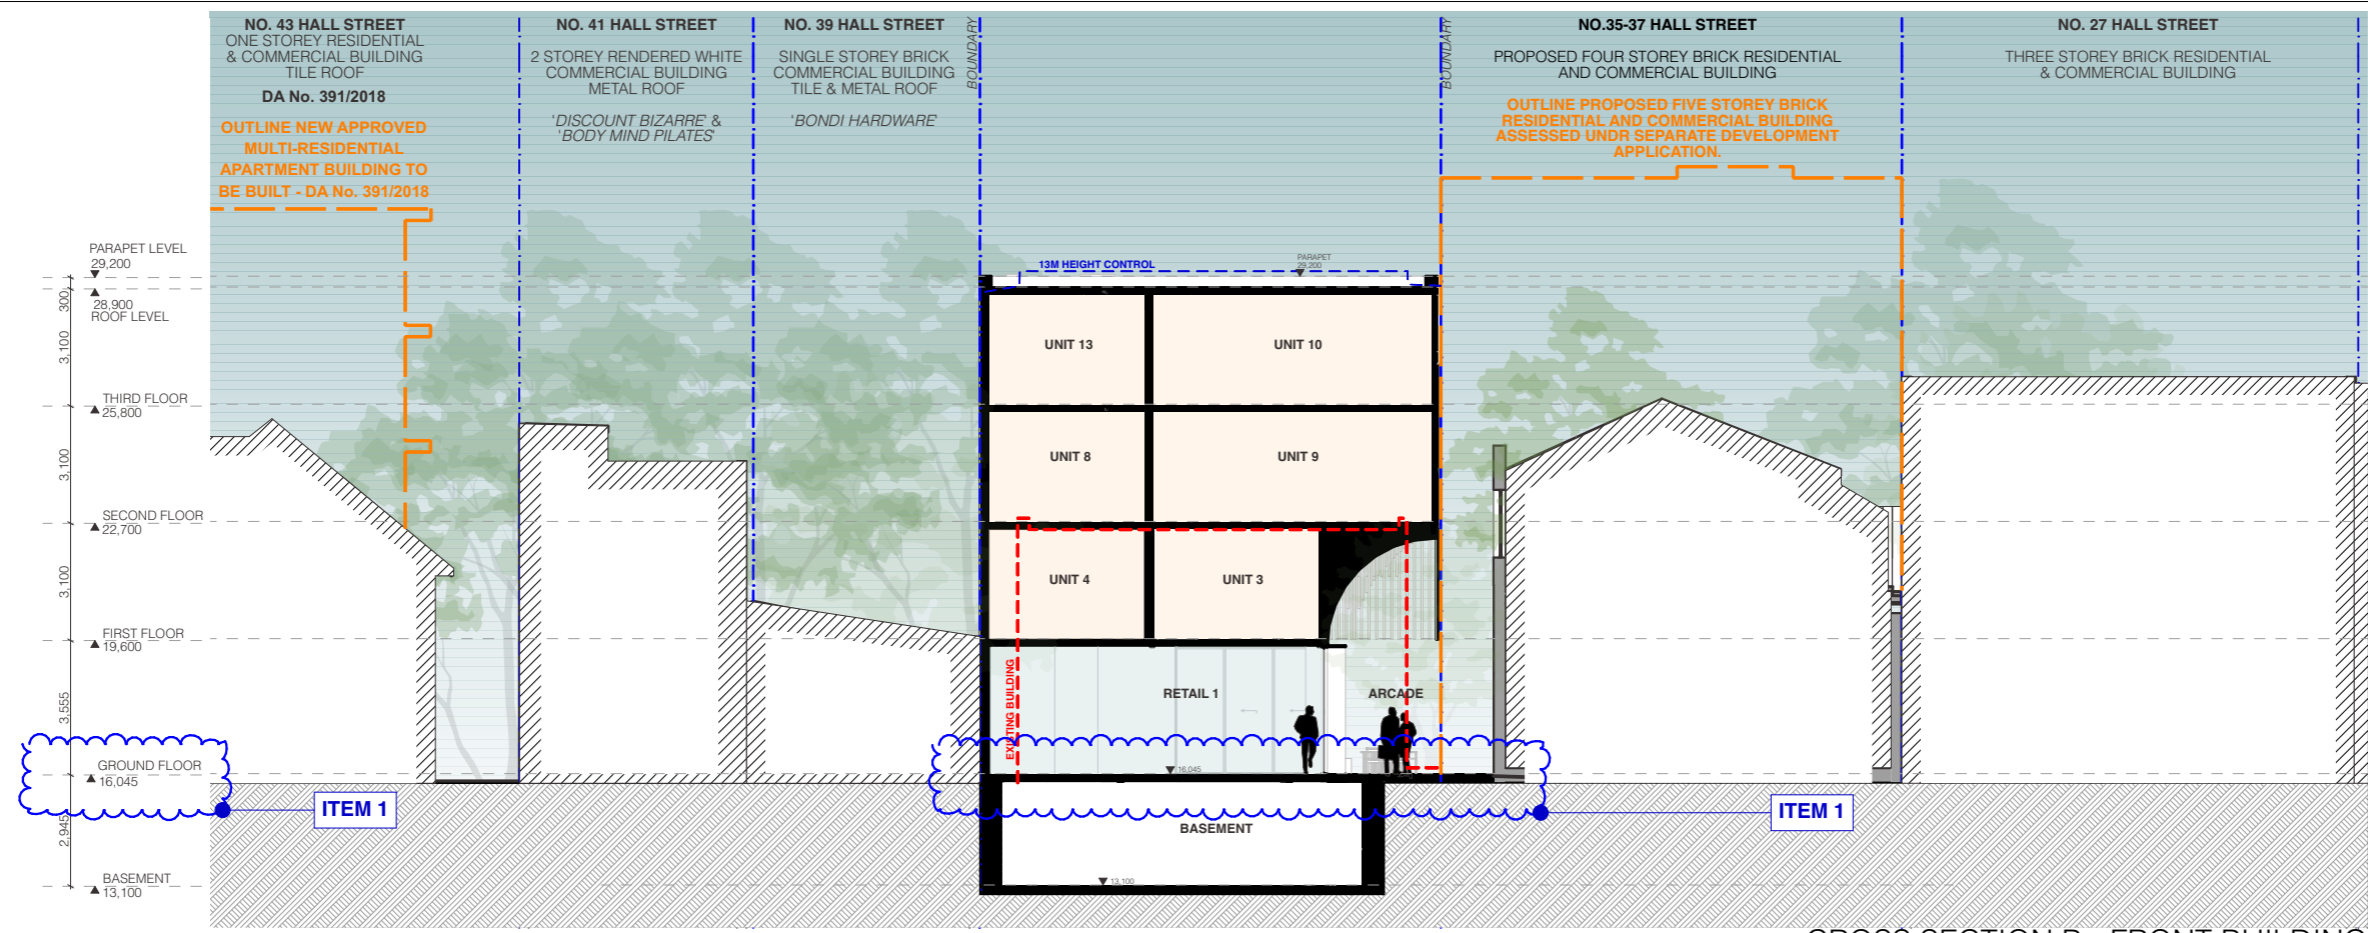 NO. 43 HALL STREET
ONE STOREY RESIDENTIAL
& COMMERCIAL BUILDING
TILE ROOF
DA No. 391/2018
OUTLINE NEW APPROVED
MULTI-RESIDENTIAL
APARTMENT BUILDING TO
BE BUILT - DA No. 391/2018
NO. 41 HALL STREET
2 STOREY RENDERED WHITE
COMMERCIAL BUILDING
METAL ROOF
'DISCOUNT BIZARRE' &
'BODY MIND PILATES'
NO. 39 HALL STREET
SINGLE STOREY BRICK
COMMERCIAL BUILDING
TILE & METAL ROOF
'BONDI HARDWARE'
BOUNDARY
BOUNDARY
NO.35-37 HALL STREET
PROPOSED FOUR STOREY BRICK RESIDENTIAL
AND COMMERCIAL BUILDING
OUTLINE PROPOSED FIVE STOREY BRICK
RESIDENTIAL AND COMMERCIAL BUILDING
ASSESSED UNDR SEPARATE DEVELOPMENT
APPLICATION.
NO. 27 HALL STREET
THREE STOREY BRICK RESIDENTIAL
& COMMERCIAL BUILDING
PARAPET LEVEL
29,200
300
28,900
ROOF LEVEL
3,100
THIRD FLOOR
25,800
3,100
SECOND FLOOR
22,700
3,100
FIRST FLOOR
19,600
3,555
GROUND FLOOR
16,045
2,945
BASEMENT
13,100
ITEM 1
13M HEIGHT CONTROL
PARAPET
29,200
UNIT 13
UNIT 10
UNIT 8
UNIT 9
UNIT 4
UNIT 3
EXISTING BUILDING
RETAIL 1
ARCADE
16,045
BASEMENT
13,100
ITEM 1
CROSS SECTION B - FRONT BUILDING